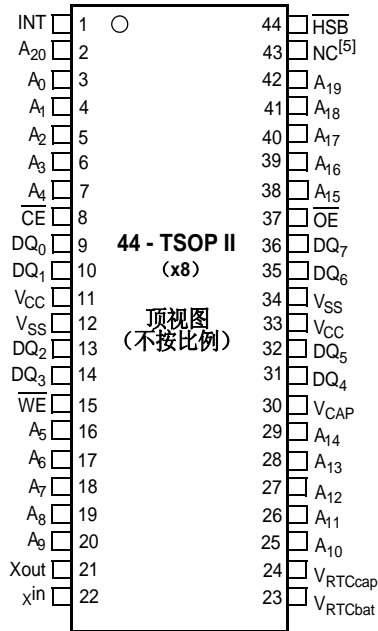 INT 1 44 H̅S̅B̅
A₂₀ 2 43 NC[5]
A₀ 3 42 A₁₉
A₁ 4 41 A₁₈
A₂ 5 40 A₁₇
A₃ 6 39 A₁₆
A₄ 7 38 A₁₅
C̅E̅ 8 37 O̅E̅
DQ₀ 9 44 - TSOP II 36 DQ₇
DQ₁ 10 （x8） 35 DQ₆
VCC 11 34 VSS
VSS 12 顶视图 33 VCC
DQ₂ 13 （不按比例） 32 DQ₅
DQ₃ 14 31 DQ₄
W̅E̅ 15 30 VCAP
A₅ 16 29 A₁₄
A₆ 17 28 A₁₃
A₇ 18 27 A₁₂
A₈ 19 26 A₁₁
A₉ 20 25 A₁₀
Xout 21 24 VRTCcap
Xin 22 23 VRTCbat